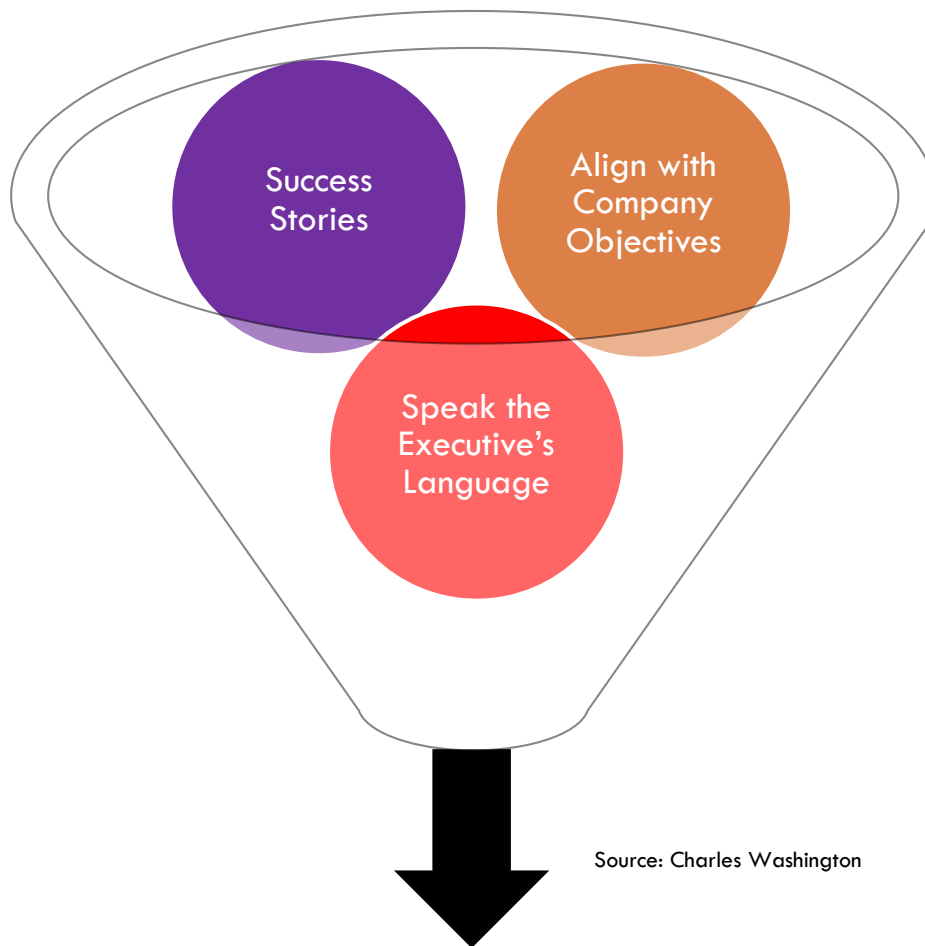 Success
Stories
Align with
Company
Objectives
Speak the
Executive’s
Language
Source: Charles Washington